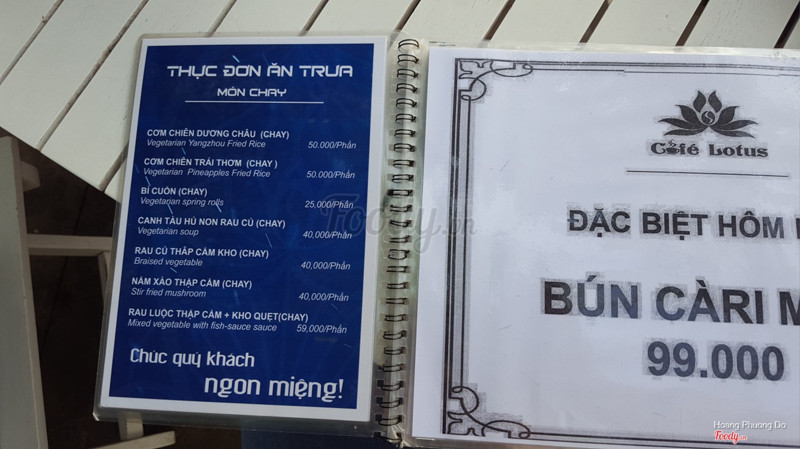 THỰC ĐƠN ĂN TRƯA
MÓN CHAY
CƠM CHIÊN DƯƠNG CHÂU (CHAY)
Vegetarian Yangzhou Fried Rice 50.000/Phần
CƠM CHIÊN TRÁI THƠM (CHAY )
Vegetarian Pineapples Fried Rice 50.000/Phần
BÌ CUỐN (CHAY)
Vegetarian spring rolls 25,000/Phần
CANH TÀU HỦ NON RAU CỦ (CHAY)
Vegetarian soup 40,000/Phần
RAU CỦ THẬP CẨM KHO (CHAY)
Braised vegetable 40,000/Phần
NẤM XÀO THẬP CẨM (CHAY)
Stir fried mushroom 40,000/Phần
RAU LUỘC THẬP CẨM + KHO QUẸT(CHAY)
Mixed vegetable with fish-sauce sauce 59,000/Phần
Chúc quý khách
ngon miệng!
Café Lotus
ĐẶC BIỆT HÔM
BÚN CÀRI
99.000
Foody.vn
Hoang Phuong Do
Foody.vn